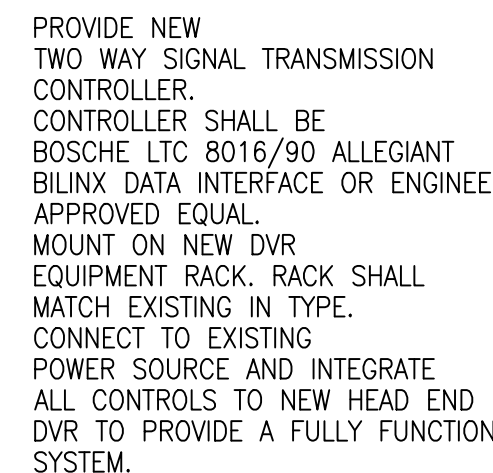 PROVIDE NEW
TWO WAY SIGNAL TRANSMISSION
CONTROLLER.
CONTROLLER SHALL BE
BOSCHE LTC 8016/90 ALLEGIANT
BILINX DATA INTERFACE OR ENGINEE
APPROVED EQUAL.
MOUNT ON NEW DVR
EQUIPMENT RACK. RACK SHALL
MATCH EXISTING IN TYPE.
CONNECT TO EXISTING
POWER SOURCE AND INTEGRATE
ALL CONTROLS TO NEW HEAD END
DVR TO PROVIDE A FULLY FUNCTION
SYSTEM.